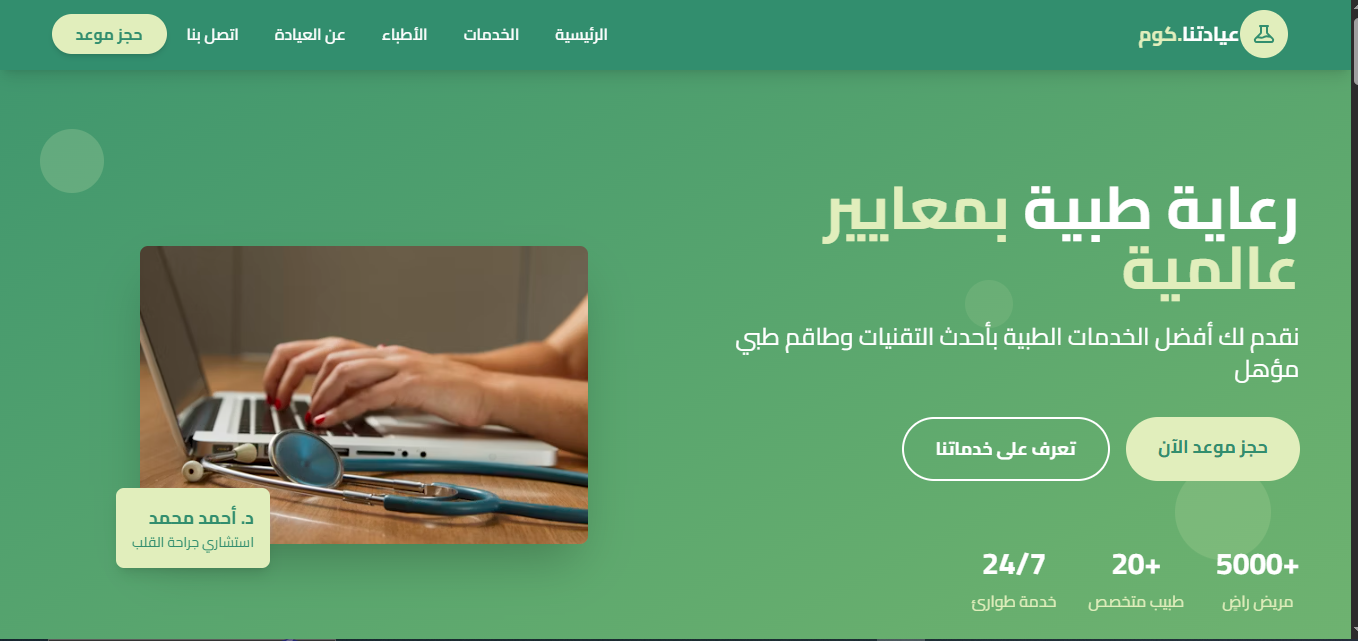 عيادتنا.كوم
الرئيسية
الخدمات
الأطباء
عن العيادة
اتصل بنا
حجز موعد
رعاية طبية بمعايير
عالمية
نقدم لك أفضل الخدمات الطبية بأحدث التقنيات وطاقم طبي
مؤهل
حجز موعد الآن
تعرف على خدماتنا
5000+
مريض راضٍ
20+
طبيب متخصص
24/7
خدمة طوارئ
د. أحمد محمد
استشاري جراحة القلب